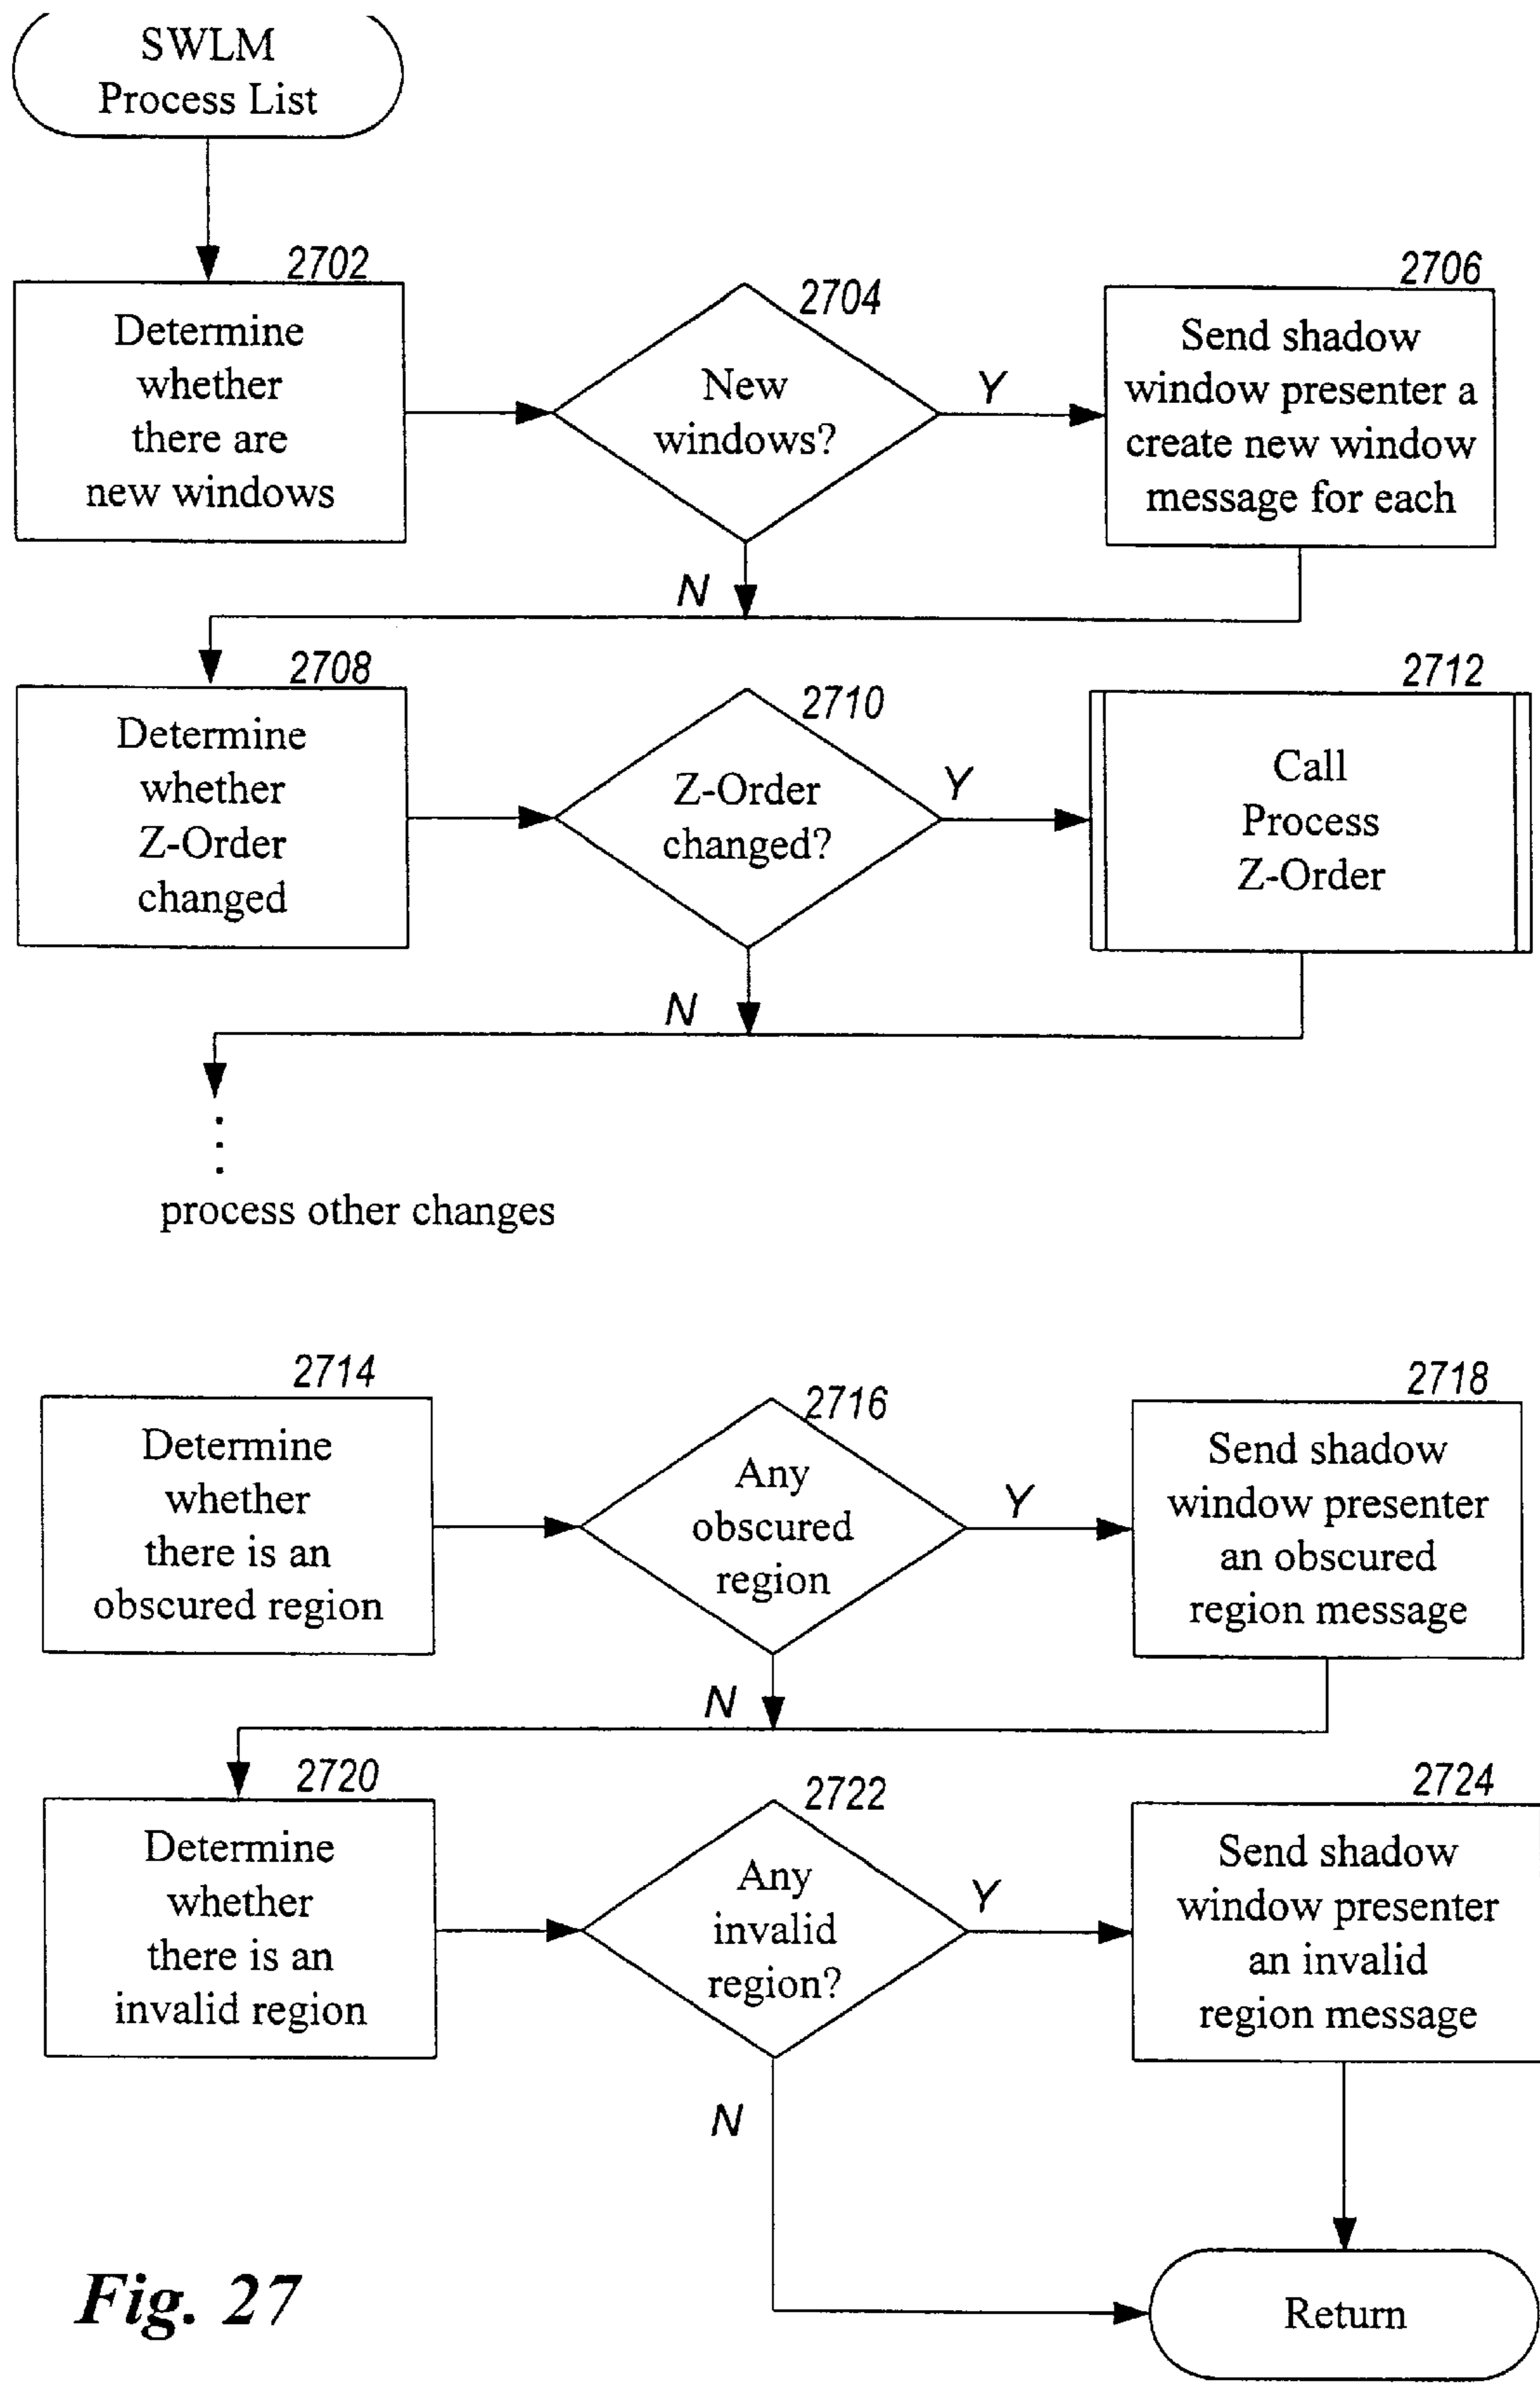 SWLM
Process List
2702
Determine
whether
there are
new windows
2704
New
windows?
Y
N
2706
Send shadow
window presenter a
create new window
message for each
2708
Determine
whether
Z-Order
changed
2710
Z-Order
changed?
Y
N
2712
Call
Process
Z-Order
process other changes
2714
Determine
whether
there is an
obscured region
2716
Any
obscured
region
Y
N
2718
Send shadow
window presenter
an obscured
region message
2720
Determine
whether
there is an
invalid region
2722
Any
invalid
region?
Y
N
2724
Send shadow
window presenter
an invalid
region message
Return
Fig. 27